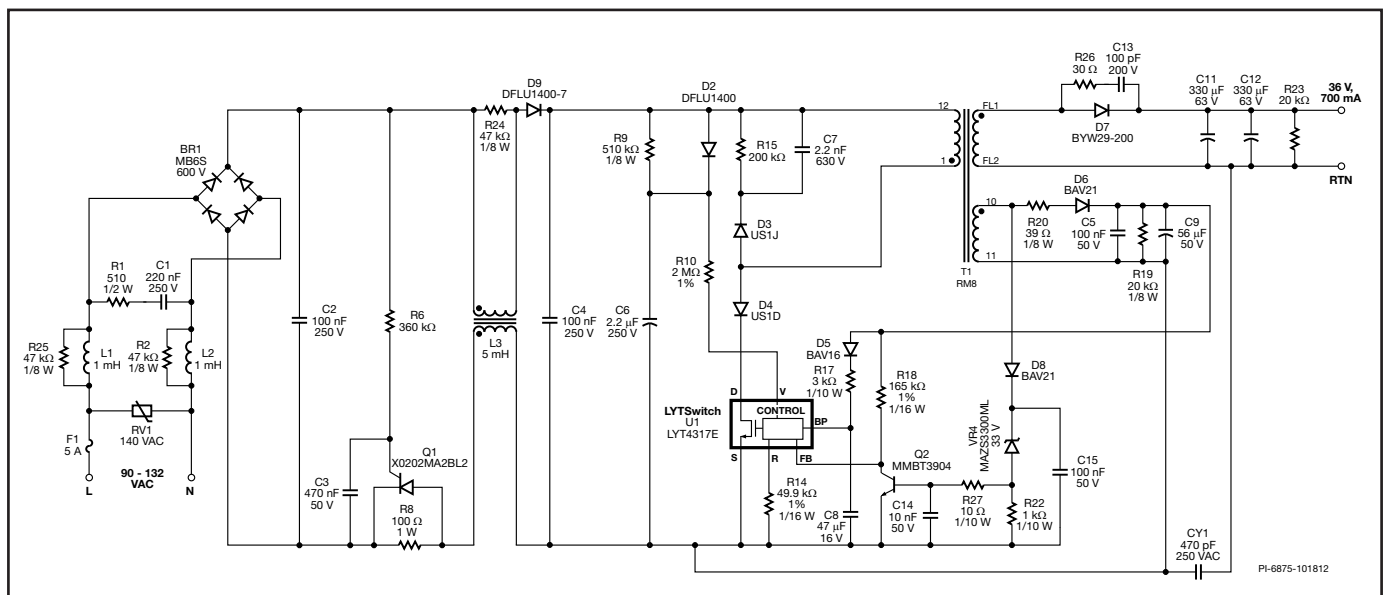 BR1
MB6S
600 V
R1
510
1/2 W
C1
220 nF
250 V
R25
47 kΩ
1/8 W
L1
1 mH
R2
47 kΩ
1/8 W
L2
1 mH
RV1
140 VAC
F1
5 A
90 - 132
VAC
L
N
C2
100 nF
250 V
C3
470 nF
50 V
R6
360 kΩ
Q1
X0202MA2BL2
R8
100 Ω
1 W
L3
5 mH
R24
47 kΩ
1/8 W
D9
DFLU1400-7
C4
100 nF
250 V
R9
510 kΩ
1/8 W
C6
2.2 µF
250 V
D2
DFLU1400
R15
200 kΩ
C7
2.2 nF
630 V
D3
US1J
R10
2 MΩ
1%
D4
US1D
LYTSwitch
U1
LYT4317E
D
V
CONTROL
BP
S
R
FB
R14
49.9 kΩ
1%
1/16 W
D5
BAV16
R17
3 kΩ
1/10 W
C8
47 µF
16 V
R18
165 kΩ
1%
1/16 W
Q2
MMBT3904
C14
10 nF
50 V
R27
10 Ω
1/10 W
R22
1 kΩ
1/10 W
VR4
MAZS3300ML
33 V
D8
BAV21
C15
100 nF
50 V
12
1
FL1
FL2
10
11
T1
RM8
R20
39 Ω
1/8 W
D6
BAV21
C5
100 nF
50 V
R19
20 kΩ
1/8 W
C9
56 µF
50 V
R26
30 Ω
C13
100 pF
200 V
D7
BYW29-200
C11
330 µF
63 V
C12
330 µF
63 V
R23
20 kΩ
36 V,
700 mA
RTN
CY1
470 pF
250 VAC
PI-6875-101812